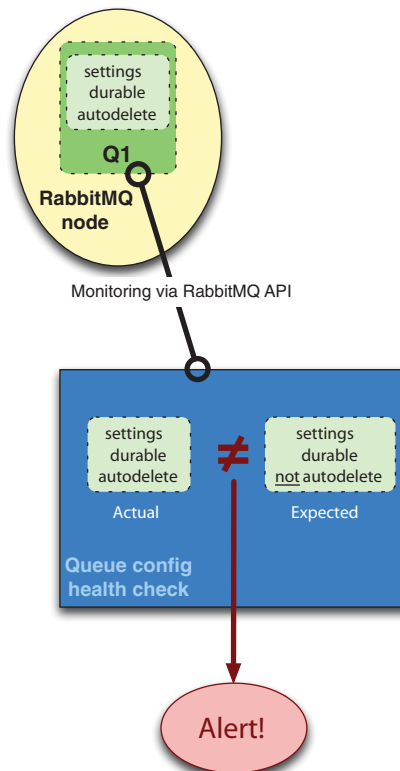 settings
durable
autodelete
Q1
RabbitMQ
node
Monitoring via RabbitMQ API
settings
durable
autodelete
≠
settings
durable
not autodelete
Actual
Expected
Queue config
health check
Alert!